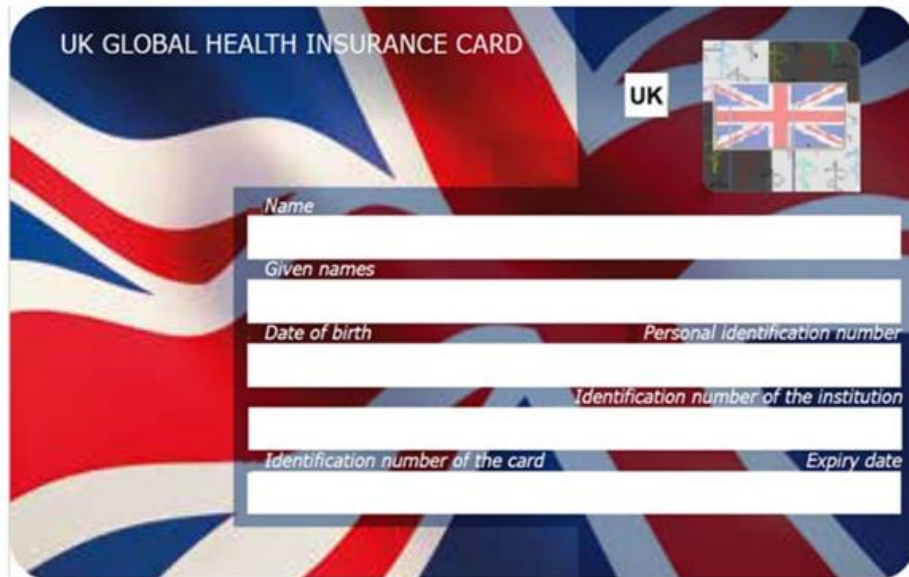 UK GLOBAL HEALTH INSURANCE CARD
UK
Name
Given names
Date of birth Personal identification number
Identification number of the institution
Identification number of the card Expiry date